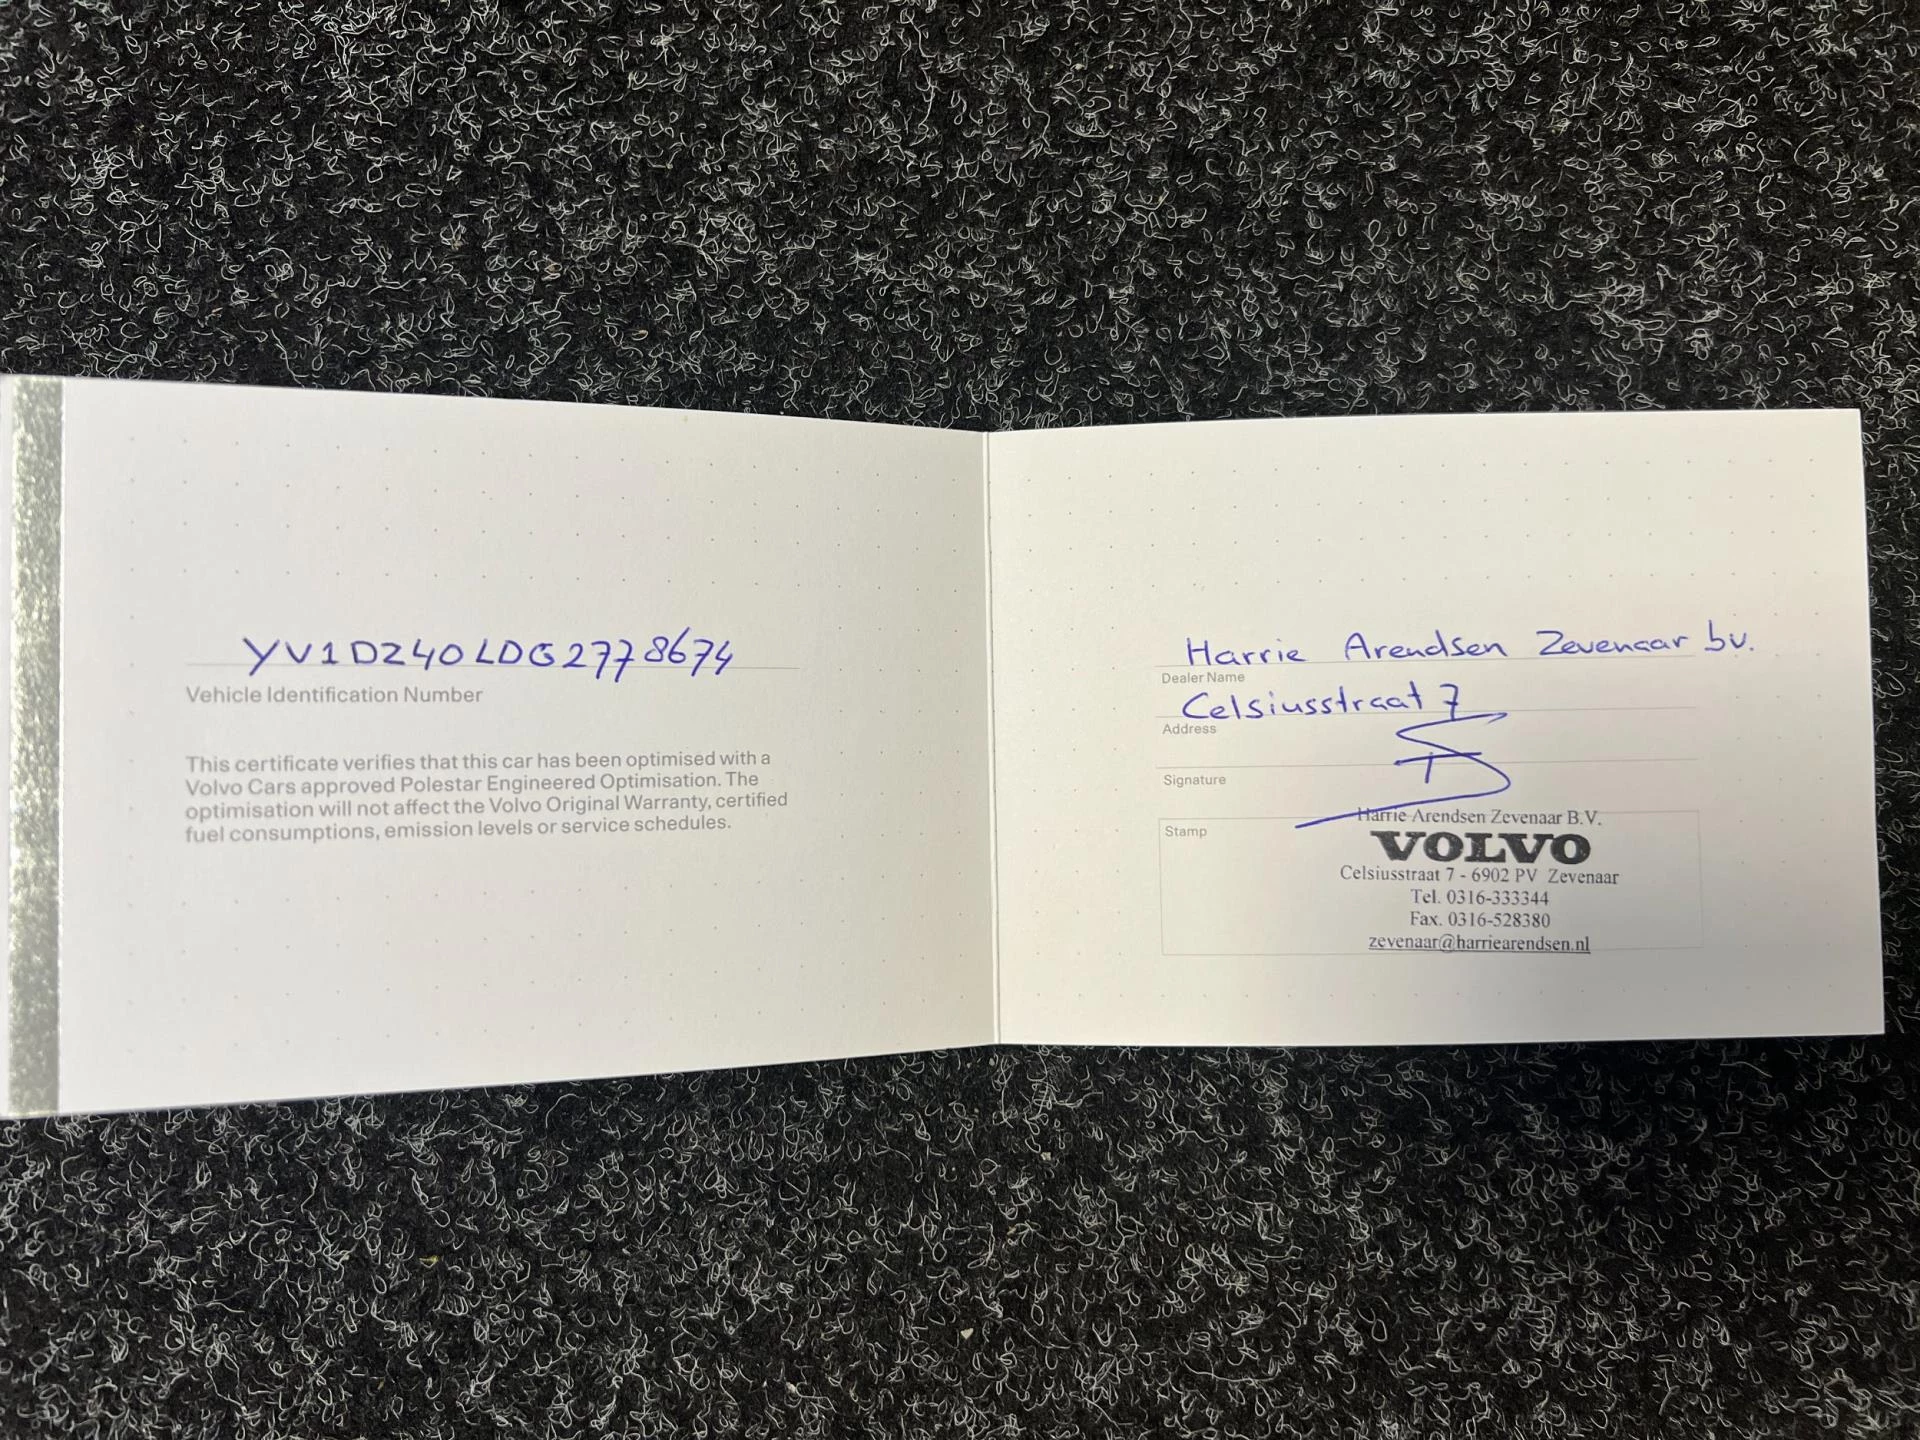 YV1DZ40LDG2778674
Vehicle Identification Number
This certificate verifies that this car has been optimised with a
Volvo Cars approved Polestar Engineered Optimisation. The
optimisation will not affect the Volvo Original Warranty, certified
fuel consumptions, emission levels or service schedules.
Harrie Arendsen Zevenaar bv.
Dealer Name
Celsiusstraat 7
Address
Signature
Stamp
Harrie Arendsen Zevenaar B.V.
VOLVO
Celsiusstraat 7 - 6902 PV Zevenaar
Tel. 0316-333344
Fax. 0316-528380
zevenaar@harriearendsen.nl